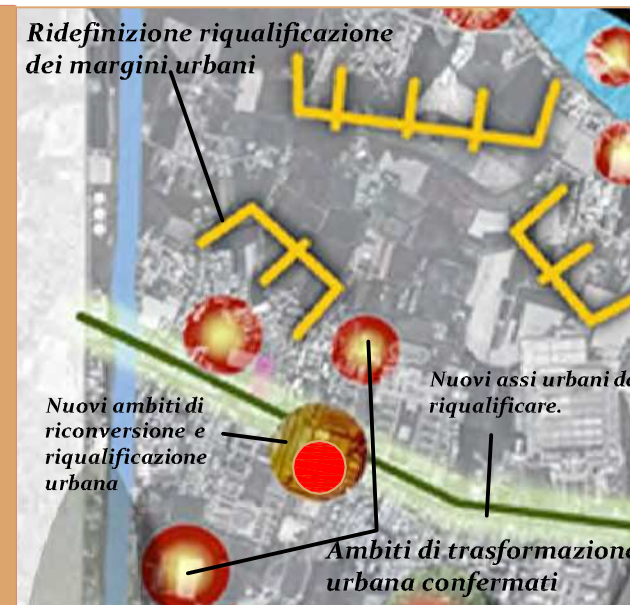 Ridefinizione riqualificazione
dei margini urbani
Nuovi assi urbani
riqualificare.
Nuovi ambiti di
riconversione e
riqualificazione
urbana
Ambiti di trasformazione
urbana confermati